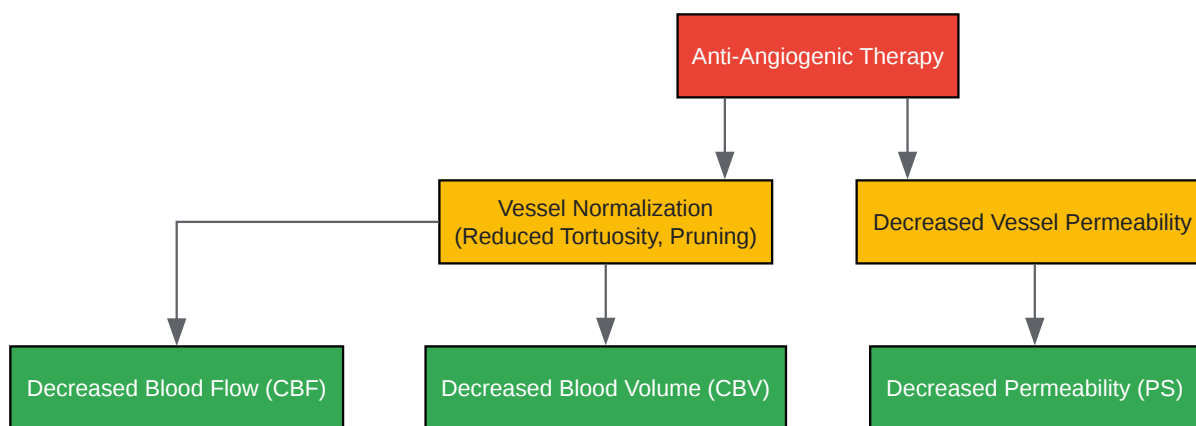 Anti-Angiogenic Therapy
Vessel Normalization
(Reduced Tortuosity, Pruning)
Decreased Vessel Permeability
Decreased Blood Flow (CBF)
Decreased Blood Volume (CBV)
Decreased Permeability (PS)